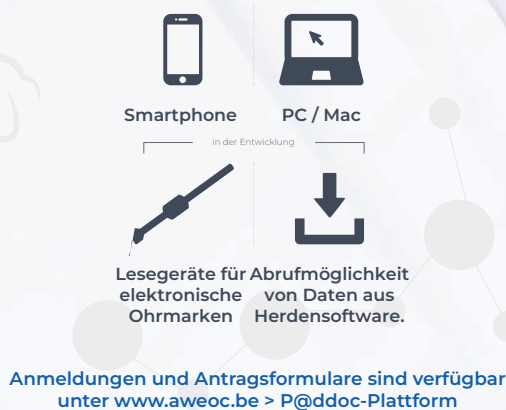 Smartphone PC / Mac
in der Entwicklung
Lesegeräte für elektronische Ohrmarken
Abrufmöglichkeit von Daten aus Herdensoftware.
Anmeldungen und Antragsformulare sind verfügbar
unter www.aweoc.be > P@ddoc-Plattform